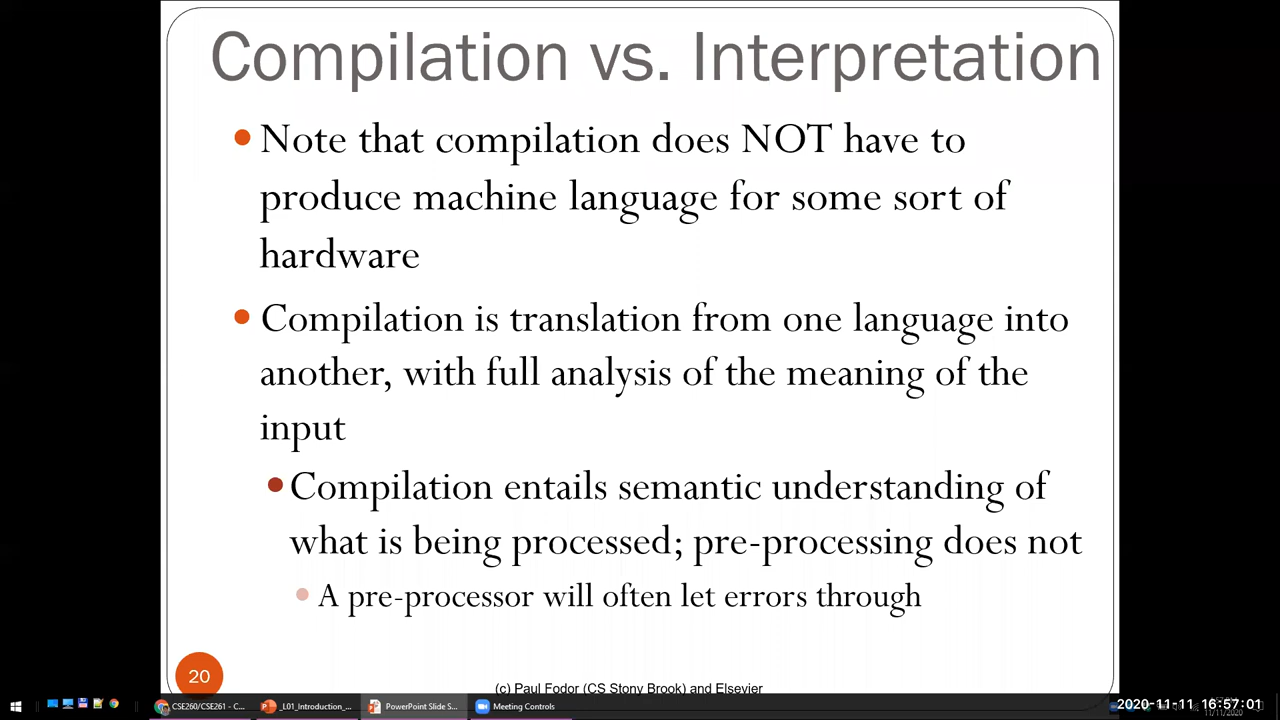 Compilation vs. Interpretation
Note that compilation does NOT have to
produce machine language for some sort of
hardware
Compilation is translation from one language into
another, with full analysis of the meaning of the
input
Compilation entails semantic understanding of
what is being processed; pre-processing does not
A pre-processor will often let errors through
20
(c) Paul Fodor (CS Stony Brook) and Elsevier
CSE260/CSE261 - C...
_L01_Introduction_...
PowerPoint Slide S...
Meeting Controls
2020-11-11 16:57:01
11/11/2020